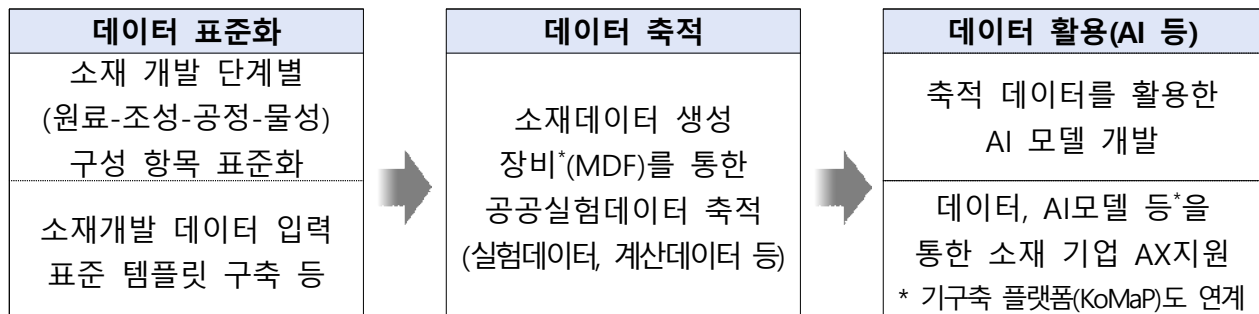 데이터 표준화
소재 개발 단계별
(원료-조성-공정-물성)
구성 항목 표준화
소재개발 데이터 입력
표준 템플릿 구축 등
데이터 축적
소재데이터 생성
장비*(MDF)를 통한
공공실험데이터 축적
(실험데이터, 계산데이터 등)
데이터 활용(AI 등)
축적 데이터를 활용한
AI 모델 개발
데이터, AI모델 등*을
통한 소재 기업 AX지원
* 기구축 플랫폼(KoMaP)도 연계